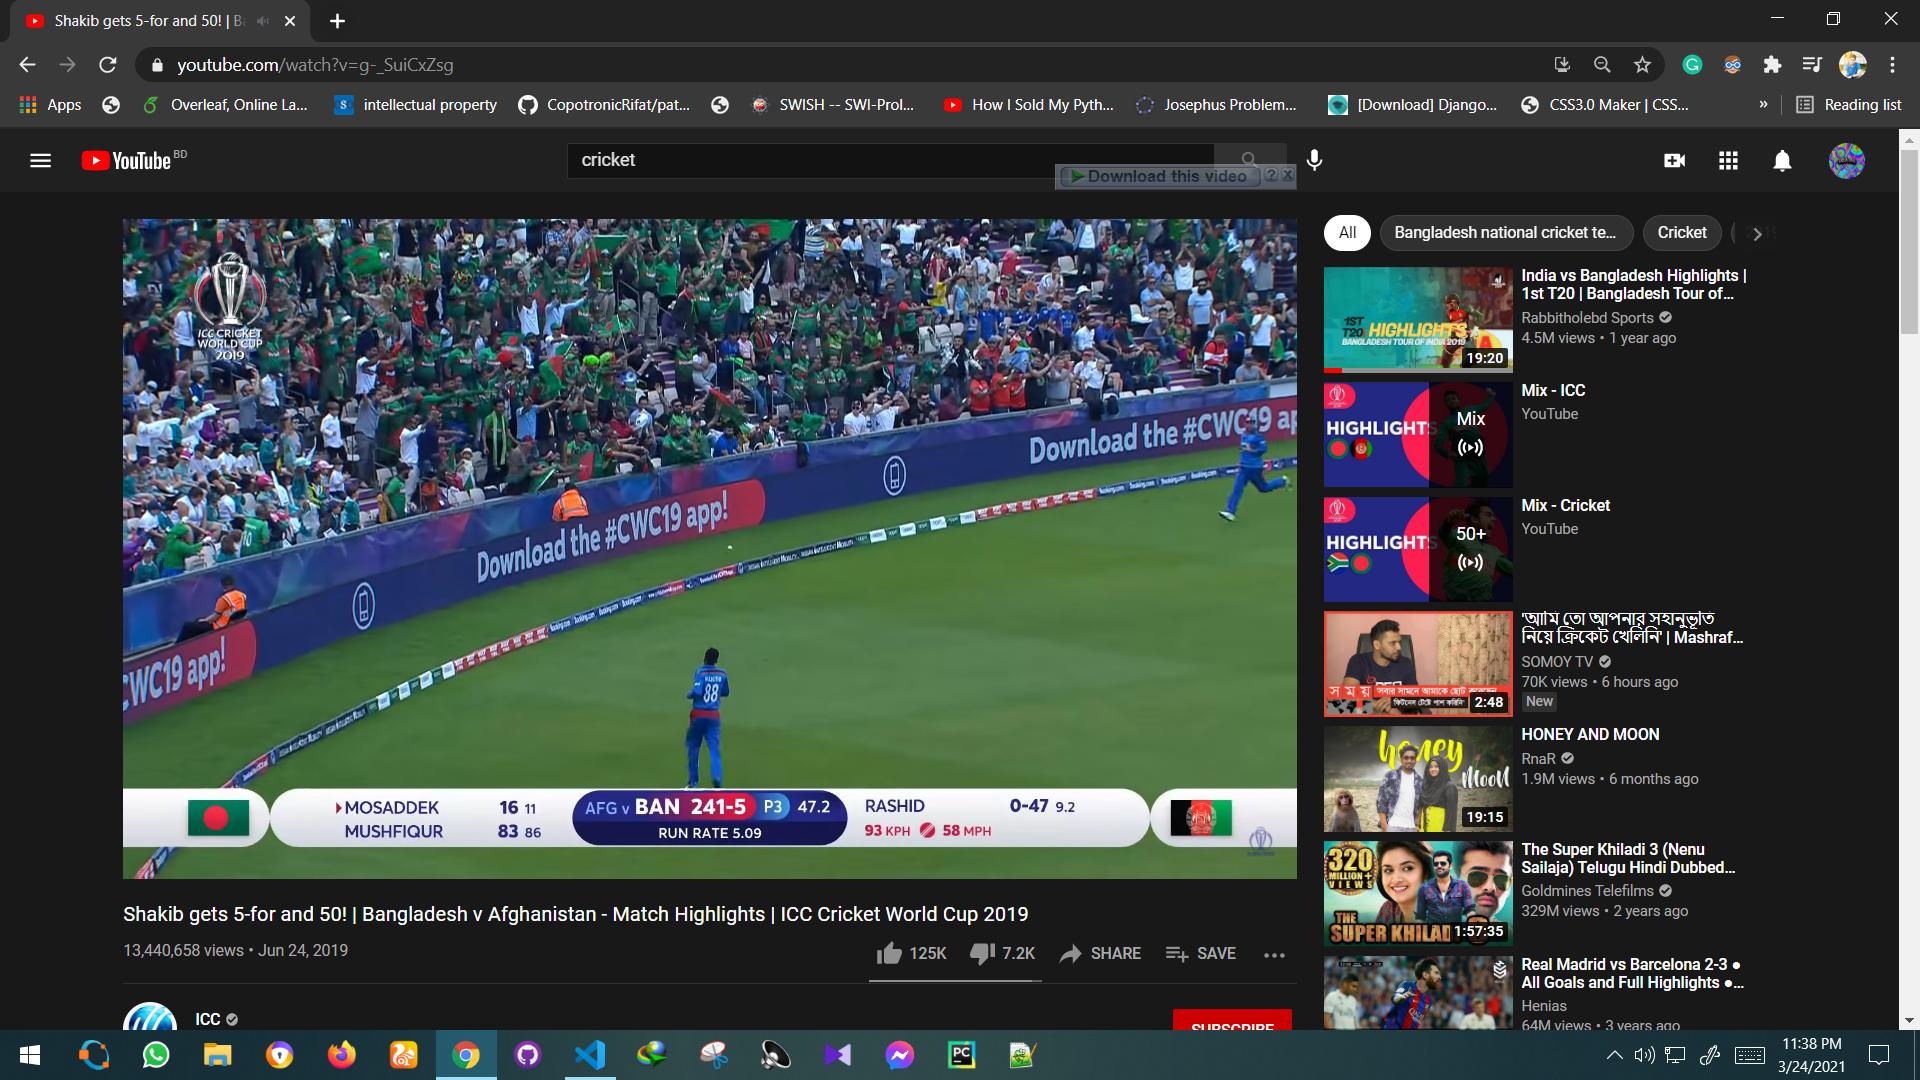 Shakib gets 5-for and 50! | Ba
youtube.com/watch?v=g-_SuiCxZsg
Apps
Overleaf, Online La...
S
intellectual property
CopotronicRifat/pat...
SWISH -- SWI-Prol...
How I Sold My Pyth...
Josephus Problem...
[Download] Django...
CSS3.0 Maker | CSS...
»
Reading list
YouTube BD
cricket
Download this video ? X
All
Bangladesh national cricket te...
Cricket
ICC CRICKET
WORLD CUP
2019
Download the #CWC19 ap
Download the #CWC19 app!
CWC19 app!
88
MOSADDEK 16 11
MUSHFIQUR 83 86
AFG v BAN 241-5 P3 47.2
RUN RATE 5.09
RASHID 0-47 9.2
93 KPH 58 MPH
Shakib gets 5-for and 50! | Bangladesh v Afghanistan - Match Highlights | ICC Cricket World Cup 2019
13,440,658 views • Jun 24, 2019
125K
7.2K
SHARE
SAVE
ICC
SUBSCRIBE
1ST
T20 HIGHLIGHTS
BANGLADESH TOUR OF INDIA 2019
19:20
India vs Bangladesh Highlights |
1st T20 | Bangladesh Tour of...
Rabbitholebd Sports
4.5M views • 1 year ago
HIGHLIGHTS
Mix
Mix - ICC
YouTube
HIGHLIGHTS
50+
Mix - Cricket
YouTube
সময়
2:48
'আমি তো আপনার সহানুভূতি
নিয়ে ক্রিকেট খেলিনি' | Mashraf...
SOMOY TV
70K views • 6 hours ago
New
honey
MooN
19:15
HONEY AND MOON
RnaR
1.9M views • 6 months ago
320
MILLION+
VIEWS
THE
SUPER KHILADI
1:57:35
The Super Khiladi 3 (Nenu
Sailaja) Telugu Hindi Dubbed...
Goldmines Telefilms
329M views • 2 years ago
Real Madrid vs Barcelona 2-3 ●
All Goals and Full Highlights ●...
Henias
64M views • 3 years ago
PC
11:38 PM
3/24/2021